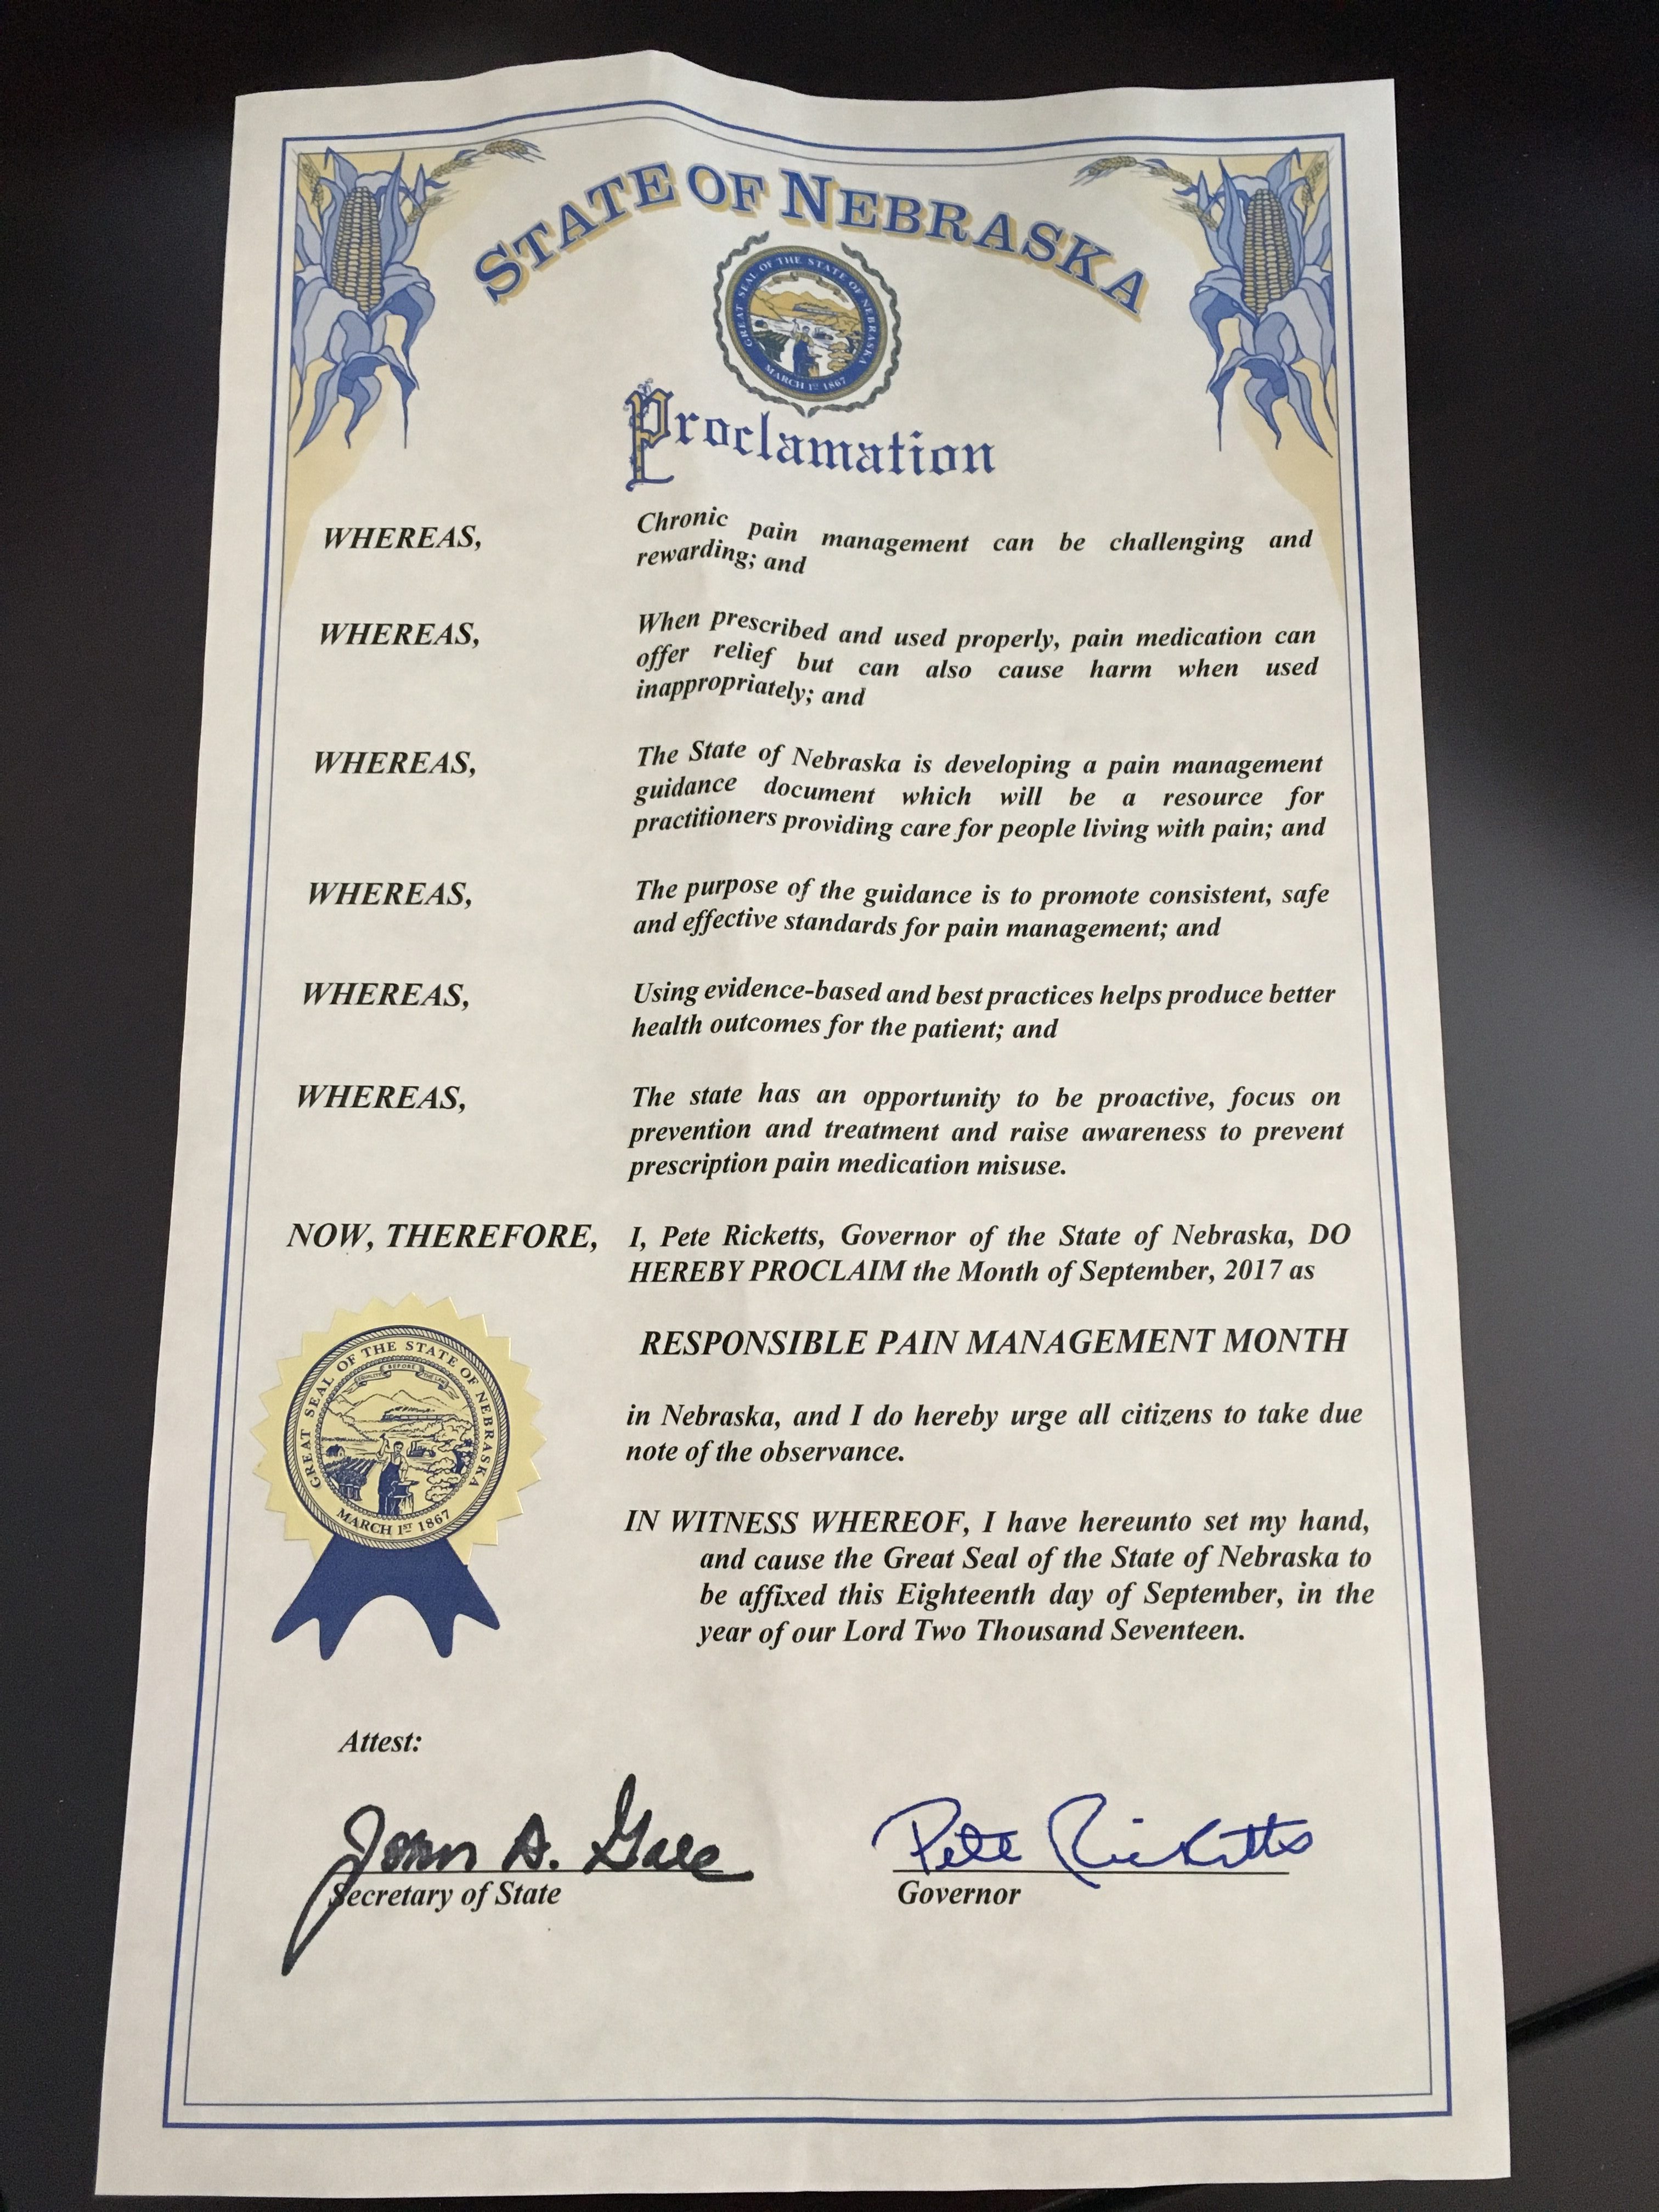 STATE OF NEBRASKA
GREAT SEAL OF THE STATE OF NEBRASKA
MARCH 1ST 1867
Proclamation
WHEREAS, Chronic pain management can be challenging and
rewarding; and
WHEREAS, When prescribed and used properly, pain medication can
offer relief but can also cause harm when used
inappropriately; and
WHEREAS, The State of Nebraska is developing a pain management
guidance document which will be a resource for
practitioners providing care for people living with pain; and
WHEREAS, The purpose of the guidance is to promote consistent, safe
and effective standards for pain management; and
WHEREAS, Using evidence-based and best practices helps produce better
health outcomes for the patient; and
WHEREAS, The state has an opportunity to be proactive, focus on
prevention and treatment and raise awareness to prevent
prescription pain medication misuse.
NOW, THEREFORE, I, Pete Ricketts, Governor of the State of Nebraska, DO
HEREBY PROCLAIM the Month of September, 2017 as
RESPONSIBLE PAIN MANAGEMENT MONTH
in Nebraska, and I do hereby urge all citizens to take due
note of the observance.
GREAT SEAL OF THE STATE OF NEBRASKA
EQUALITY BEFORE THE LAW
MARCH 1ST 1867
IN WITNESS WHEREOF, I have hereunto set my hand,
and cause the Great Seal of the State of Nebraska to
be affixed this Eighteenth day of September, in the
year of our Lord Two Thousand Seventeen.
Attest:
John A. Gale Pete Ricketts
Secretary of State Governor